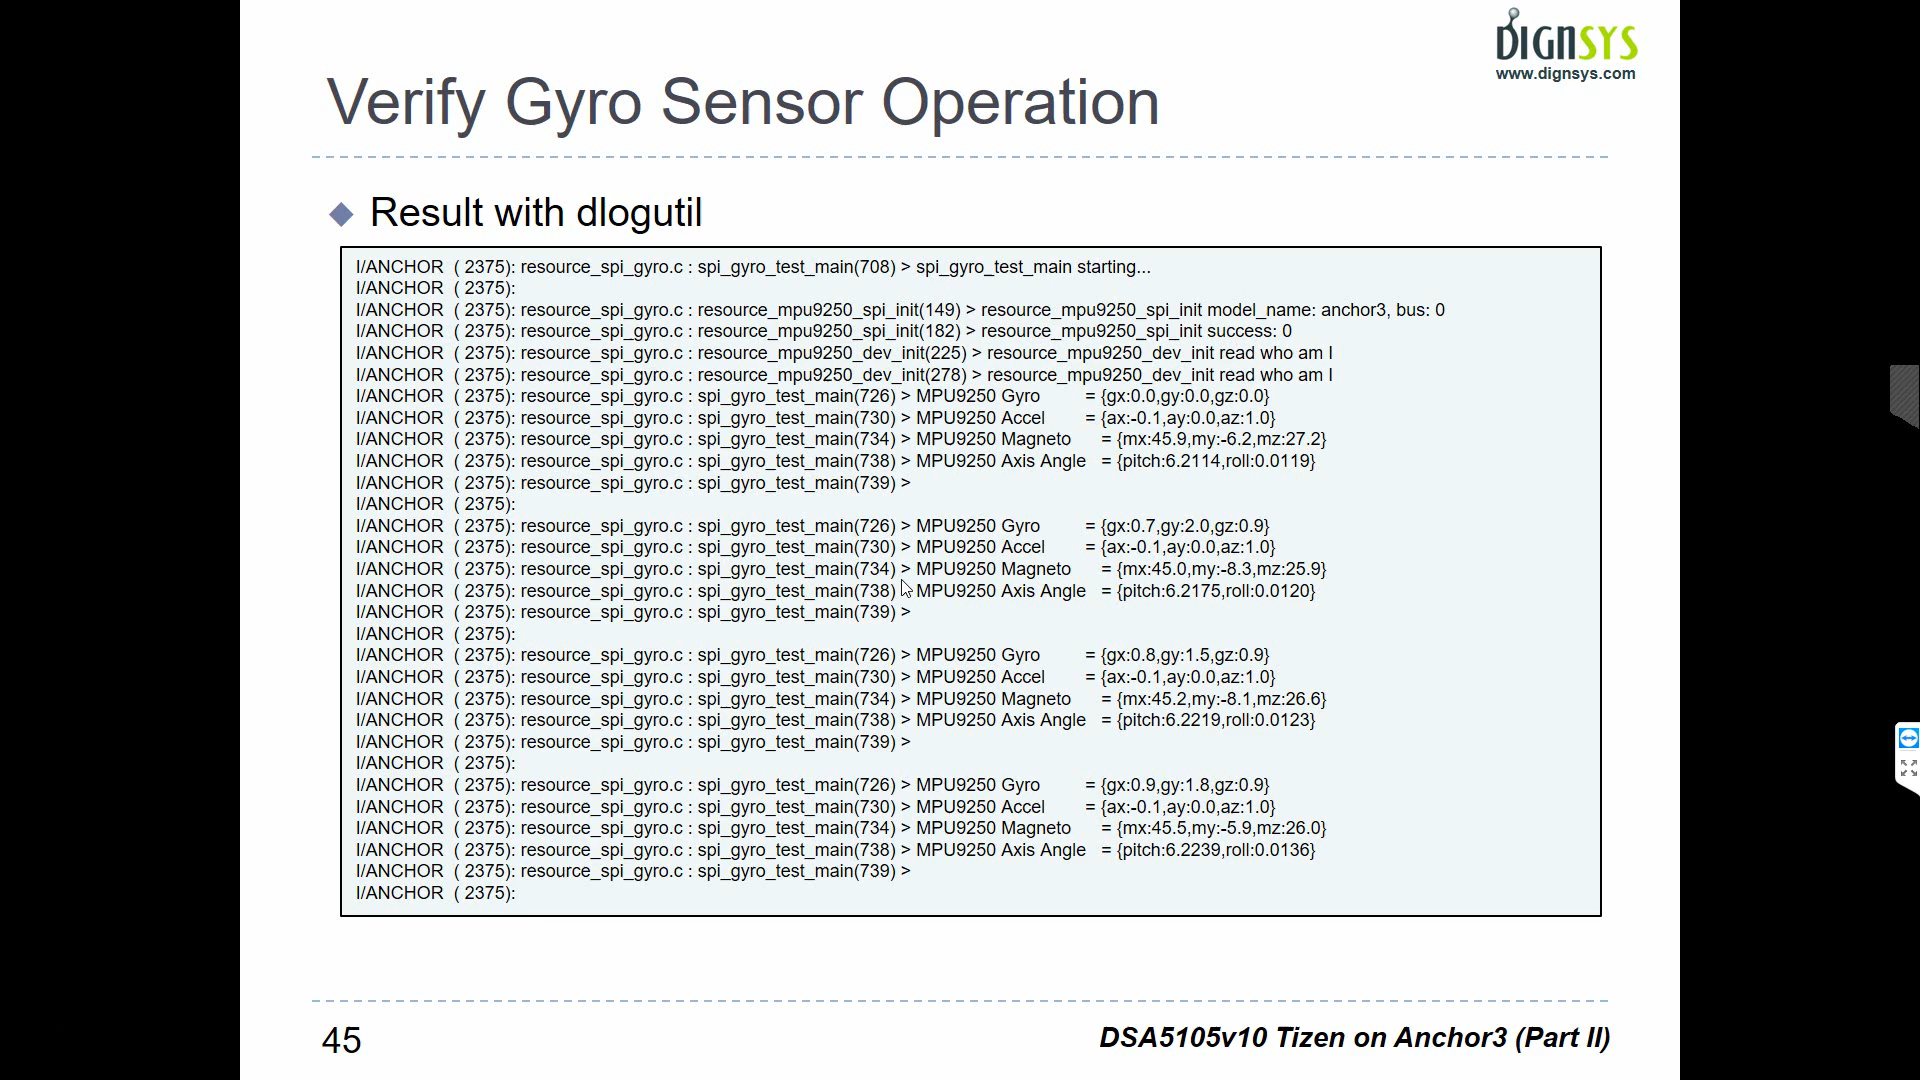 DIGNSYS
www.dignsys.com
Verify Gyro Sensor Operation
Result with dlogutil
I/ANCHOR ( 2375): resource_spi_gyro.c : spi_gyro_test_main(708) > spi_gyro_test_main starting...
I/ANCHOR ( 2375):
I/ANCHOR ( 2375): resource_spi_gyro.c : resource_mpu9250_spi_init(149) > resource_mpu9250_spi_init model_name: anchor3, bus: 0
I/ANCHOR ( 2375): resource_spi_gyro.c : resource_mpu9250_spi_init(182) > resource_mpu9250_spi_init success: 0
I/ANCHOR ( 2375): resource_spi_gyro.c : resource_mpu9250_dev_init(225) > resource_mpu9250_dev_init read who am I
I/ANCHOR ( 2375): resource_spi_gyro.c : resource_mpu9250_dev_init(278) > resource_mpu9250_dev_init read who am I
I/ANCHOR ( 2375): resource_spi_gyro.c : spi_gyro_test_main(726) > MPU9250 Gyro = {gx:0.0,gy:0.0,gz:0.0}
I/ANCHOR ( 2375): resource_spi_gyro.c : spi_gyro_test_main(730) > MPU9250 Accel = {ax:-0.1,ay:0.0,az:1.0}
I/ANCHOR ( 2375): resource_spi_gyro.c : spi_gyro_test_main(734) > MPU9250 Magneto = {mx:45.9,my:-6.2,mz:27.2}
I/ANCHOR ( 2375): resource_spi_gyro.c : spi_gyro_test_main(738) > MPU9250 Axis Angle = {pitch:6.2114,roll:0.0119}
I/ANCHOR ( 2375): resource_spi_gyro.c : spi_gyro_test_main(739) >
I/ANCHOR ( 2375):
I/ANCHOR ( 2375): resource_spi_gyro.c : spi_gyro_test_main(726) > MPU9250 Gyro = {gx:0.7,gy:2.0,gz:0.9}
I/ANCHOR ( 2375): resource_spi_gyro.c : spi_gyro_test_main(730) > MPU9250 Accel = {ax:-0.1,ay:0.0,az:1.0}
I/ANCHOR ( 2375): resource_spi_gyro.c : spi_gyro_test_main(734) > MPU9250 Magneto = {mx:45.0,my:-8.3,mz:25.9}
I/ANCHOR ( 2375): resource_spi_gyro.c : spi_gyro_test_main(738) > MPU9250 Axis Angle = {pitch:6.2175,roll:0.0120}
I/ANCHOR ( 2375): resource_spi_gyro.c : spi_gyro_test_main(739) >
I/ANCHOR ( 2375):
I/ANCHOR ( 2375): resource_spi_gyro.c : spi_gyro_test_main(726) > MPU9250 Gyro = {gx:0.8,gy:1.5,gz:0.9}
I/ANCHOR ( 2375): resource_spi_gyro.c : spi_gyro_test_main(730) > MPU9250 Accel = {ax:-0.1,ay:0.0,az:1.0}
I/ANCHOR ( 2375): resource_spi_gyro.c : spi_gyro_test_main(734) > MPU9250 Magneto = {mx:45.2,my:-8.1,mz:26.6}
I/ANCHOR ( 2375): resource_spi_gyro.c : spi_gyro_test_main(738) > MPU9250 Axis Angle = {pitch:6.2219,roll:0.0123}
I/ANCHOR ( 2375): resource_spi_gyro.c : spi_gyro_test_main(739) >
I/ANCHOR ( 2375):
I/ANCHOR ( 2375): resource_spi_gyro.c : spi_gyro_test_main(726) > MPU9250 Gyro = {gx:0.9,gy:1.8,gz:0.9}
I/ANCHOR ( 2375): resource_spi_gyro.c : spi_gyro_test_main(730) > MPU9250 Accel = {ax:-0.1,ay:0.0,az:1.0}
I/ANCHOR ( 2375): resource_spi_gyro.c : spi_gyro_test_main(734) > MPU9250 Magneto = {mx:45.5,my:-5.9,mz:26.0}
I/ANCHOR ( 2375): resource_spi_gyro.c : spi_gyro_test_main(738) > MPU9250 Axis Angle = {pitch:6.2239,roll:0.0136}
I/ANCHOR ( 2375): resource_spi_gyro.c : spi_gyro_test_main(739) >
I/ANCHOR ( 2375):
45
DSA5105v10 Tizen on Anchor3 (Part II)